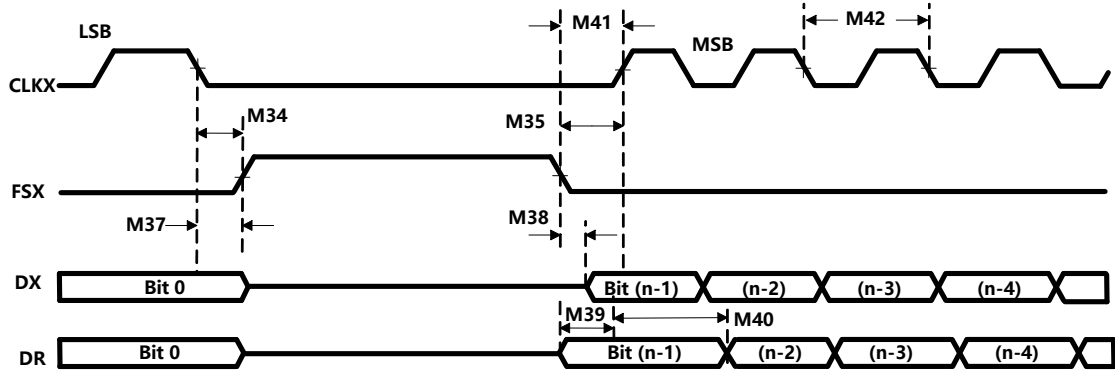 M41
M42
LSB
MSB
CLKX
M34
M35
FSX
M37
M38
DX
Bit 0
Bit (n-1)
(n-2)
(n-3)
(n-4)
M39
M40
DR
Bit 0
Bit (n-1)
(n-2)
(n-3)
(n-4)